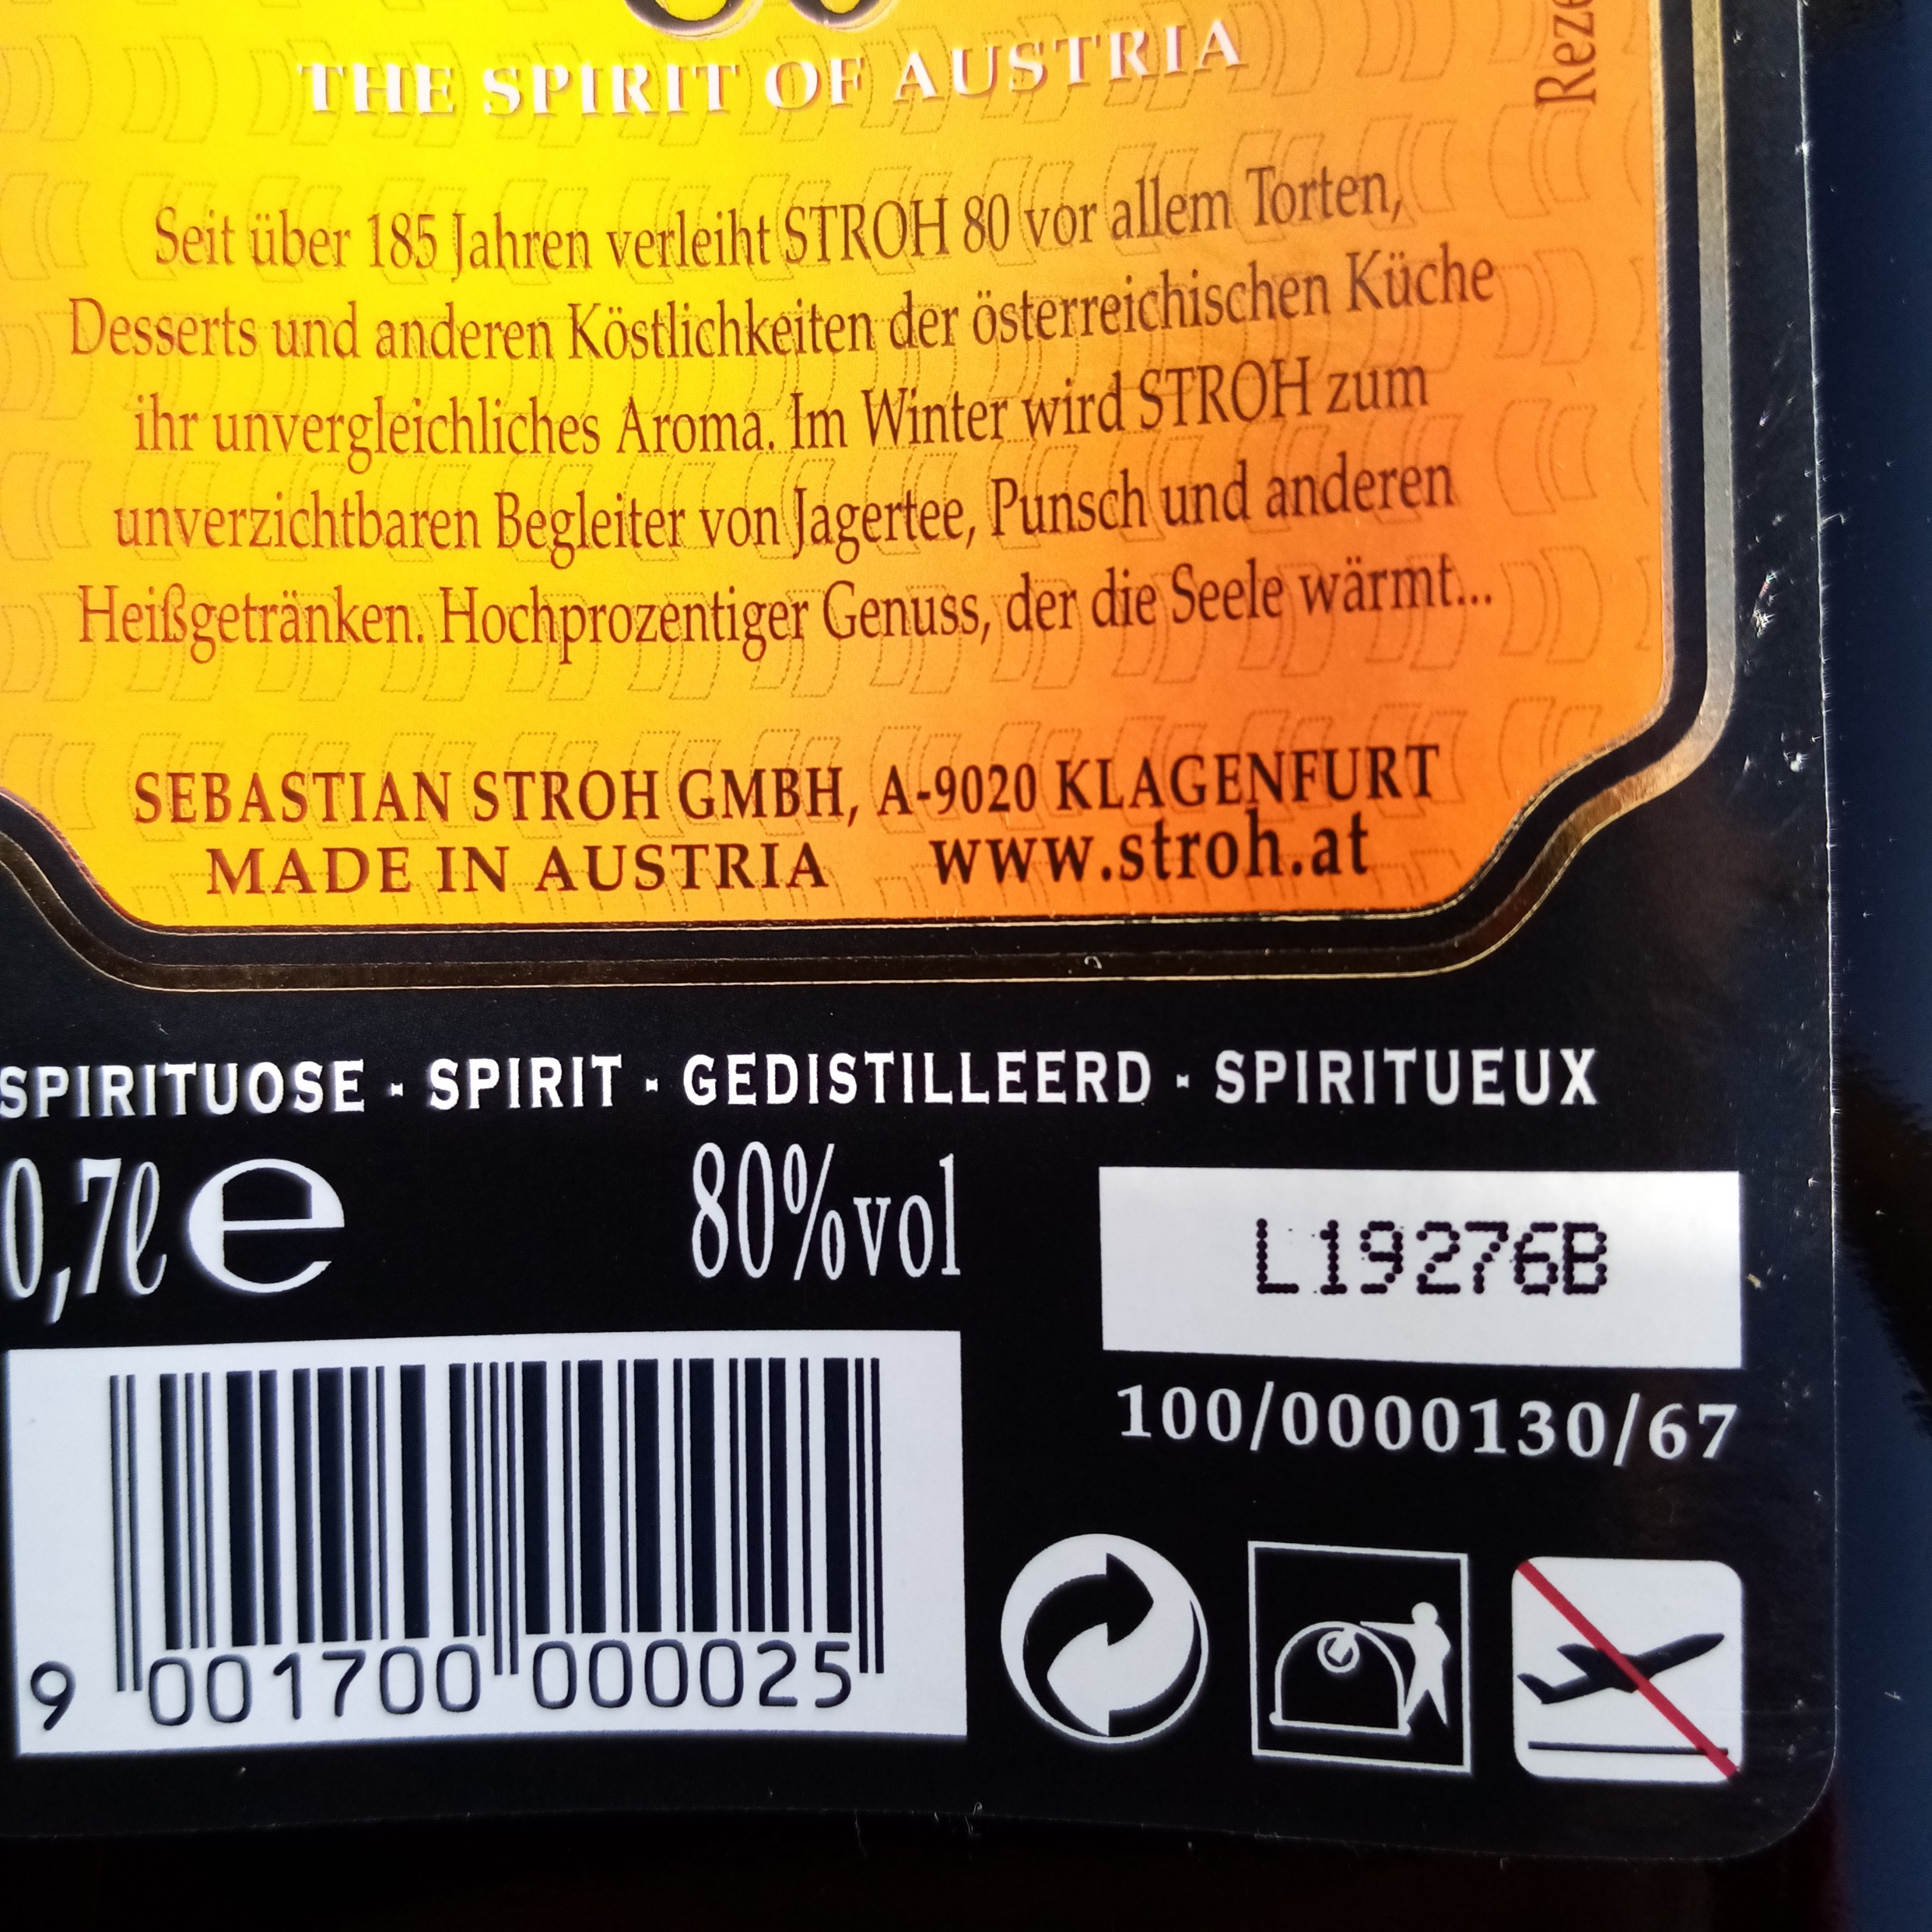 THE SPIRIT OF AUSTRIA
Seit über 185 Jahren verleiht STROH 80 vor allem Torten,
Desserts und anderen Köstlichkeiten der österreichischen Küche
ihr unvergleichliches Aroma. Im Winter wird STROH zum
unverzichtbaren Begleiter von Jagertee, Punsch und anderen
Heißgetränken. Hochprozentiger Genuss, der die Seele wärmt...
SEBASTIAN STROH GMBH, A-9020 KLAGENFURT
MADE IN AUSTRIA www.stroh.at
SPIRITUOSE - SPIRIT - GEDISTILLEERD - SPIRITUEUX
0,7ℓ e 80%vol
L19276B
100/0000130/67
9 001700 000025